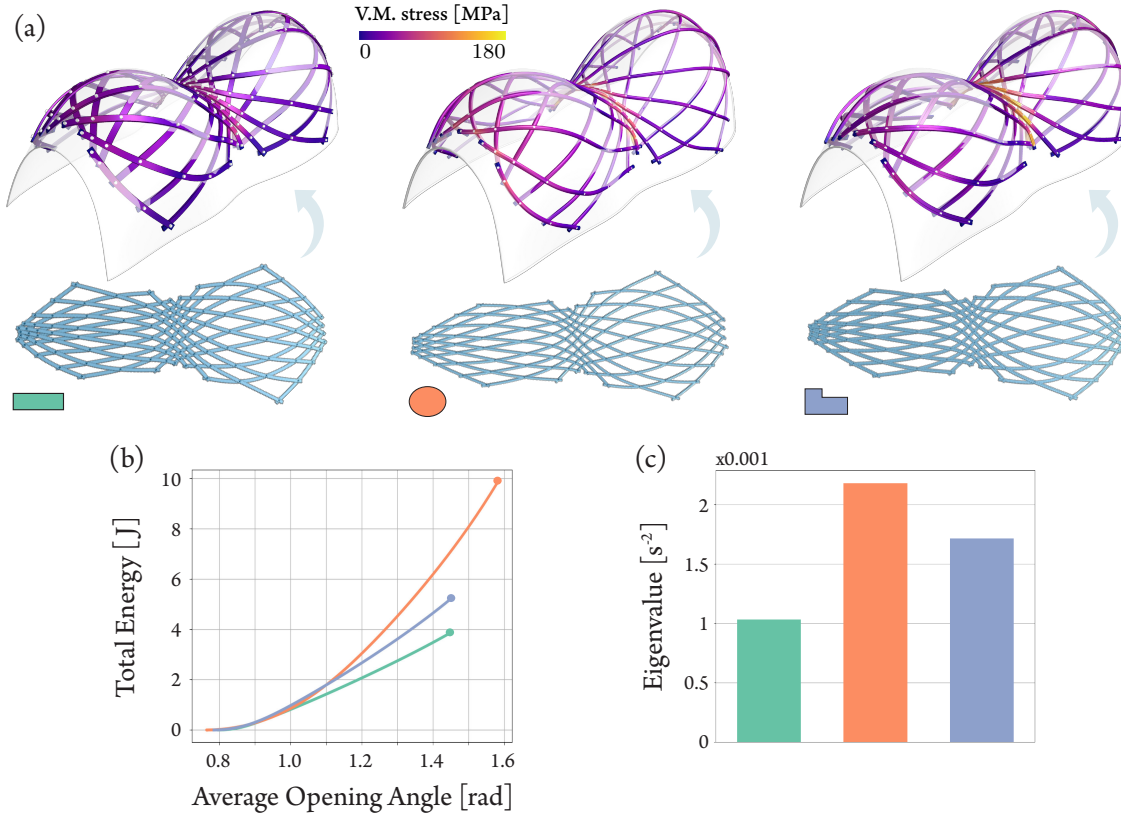 (a)
V.M. stress [MPa]
0 180
(b)
Total Energy [J]
10
8
6
4
2
0
0.8 1.0 1.2 1.4 1.6
Average Opening Angle [rad]
(c)
x0.001
Eigenvalue [s-2]
2
1.5
1
0.5
0